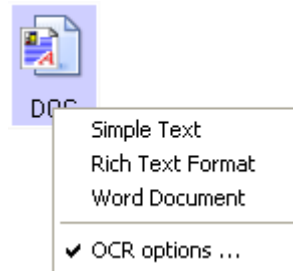 DOC
Simple Text
Rich Text Format
Word Document
OCR options ...